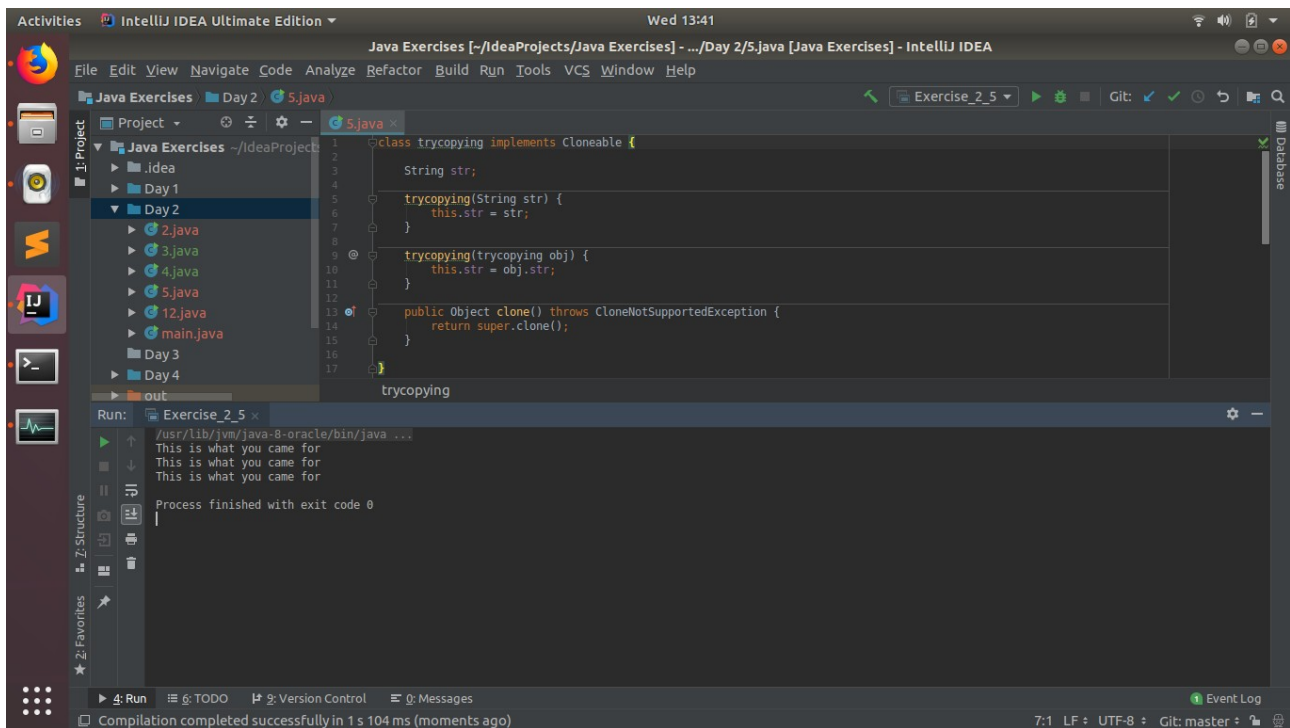 Activities IntelliJ IDEA Ultimate Edition Wed 13:41
Java Exercises [~/IdeaProjects/Java Exercises] - .../Day 2/5.java [Java Exercises] - IntelliJ IDEA
File Edit View Navigate Code Analyze Refactor Build Run Tools VCS Window Help
Java Exercises Day 2 5.java Exercise_2_5 Git:
1: Project
Project
5.java
Java Exercises ~/IdeaProject
.idea
Day 1
Day 2
2.java
3.java
4.java
5.java
12.java
main.java
Day 3
Day 4
out
1 class trycopying implements Cloneable {
2
3 String str;
4
5 trycopying(String str) {
6 this.str = str;
7 }
8
9 @ trycopying(trycopying obj) {
10 this.str = obj.str;
11 }
12
13 public Object clone() throws CloneNotSupportedException {
14 return super.clone();
15 }
16
17 }
trycopying
Database
Run: Exercise_2_5
/usr/lib/jvm/java-8-oracle/bin/java ...
This is what you came for
This is what you came for
This is what you came for
Process finished with exit code 0
7: Structure
2: Favorites
4: Run 6: TODO 9: Version Control 0: Messages 1 Event Log
Compilation completed successfully in 1 s 104 ms (moments ago) 7:1 LF UTF-8 Git: master